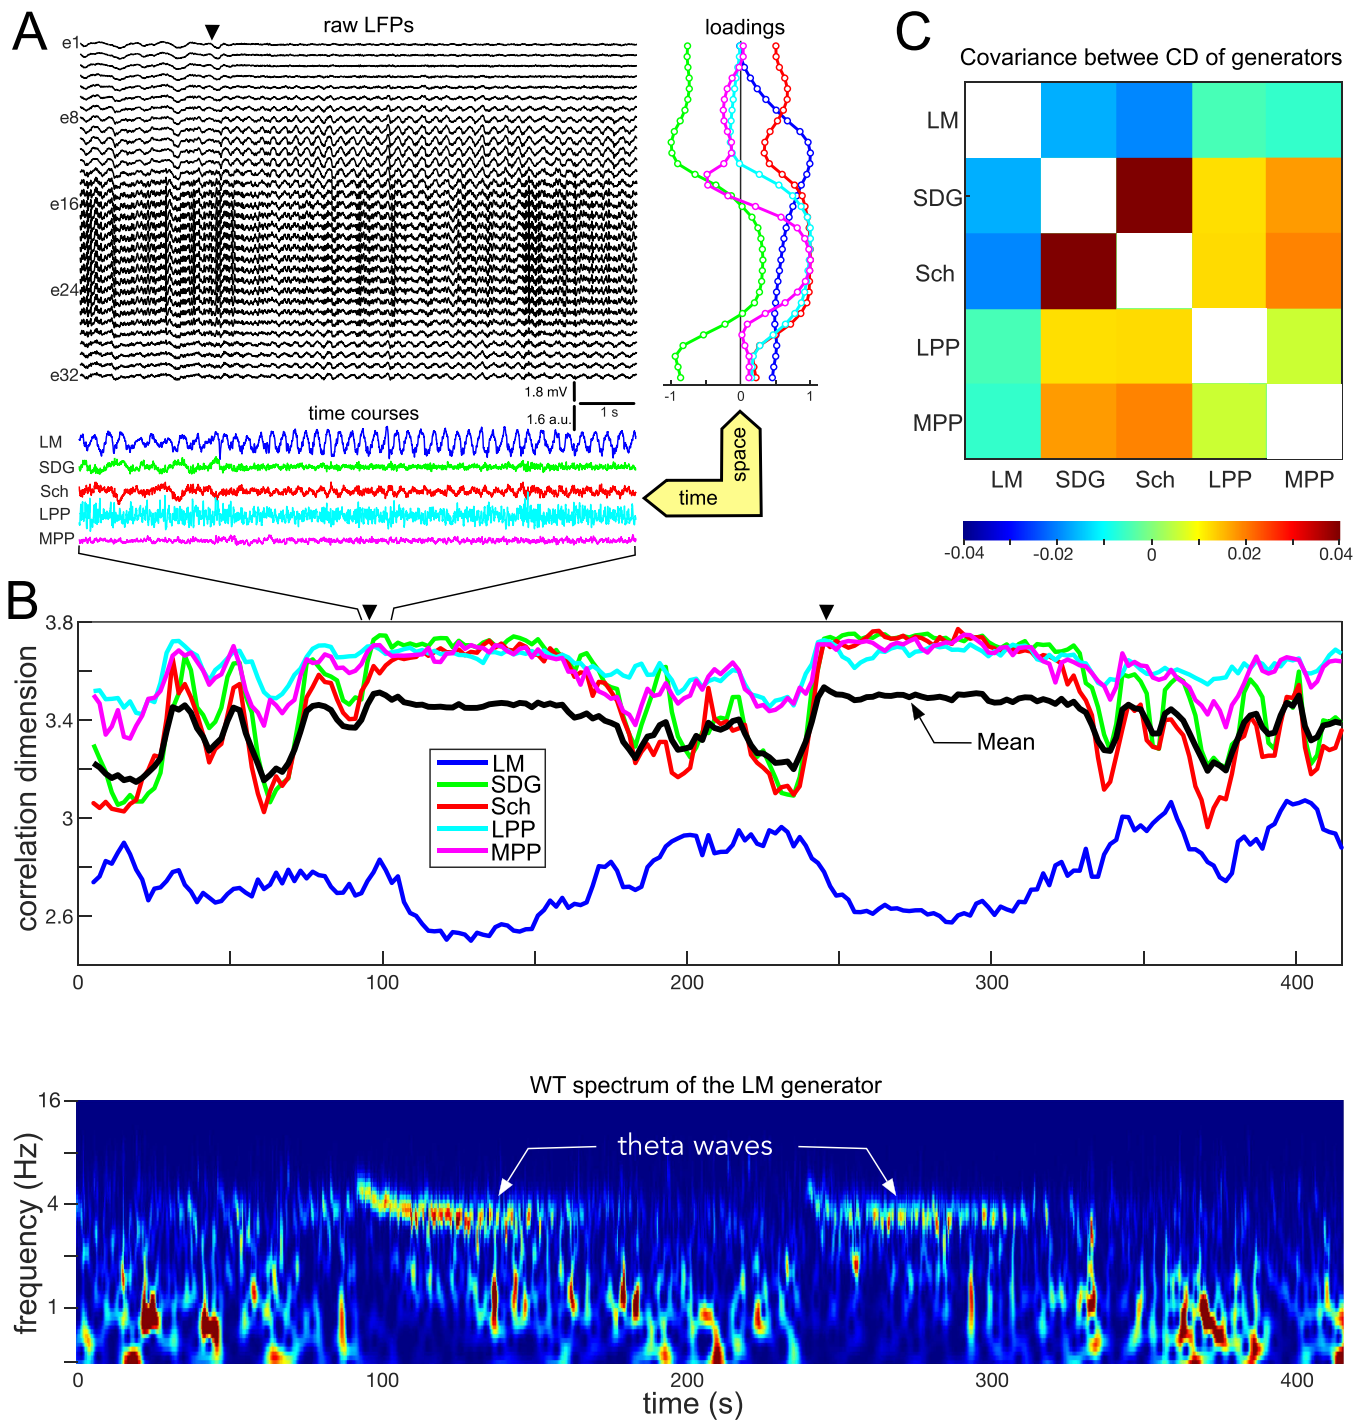 A
raw LFPs
loadings
C
Covariance betwee CD of generators
e1
e8
e16
e24
e32
1.8 mV
1.6 a.u.
1 s
-1
0
1
time courses
LM
SDG
Sch
LPP
MPP
space
time
LM
SDG
Sch
LPP
MPP
LM
SDG
Sch
LPP
MPP
-0.04
-0.02
0
0.02
0.04
B
correlation dimension
3.8
3.4
3
2.6
LM
SDG
Sch
LPP
MPP
Mean
0
100
200
300
400
WT spectrum of the LM generator
frequency (Hz)
16
4
1
theta waves
0
100
200
300
400
time (s)